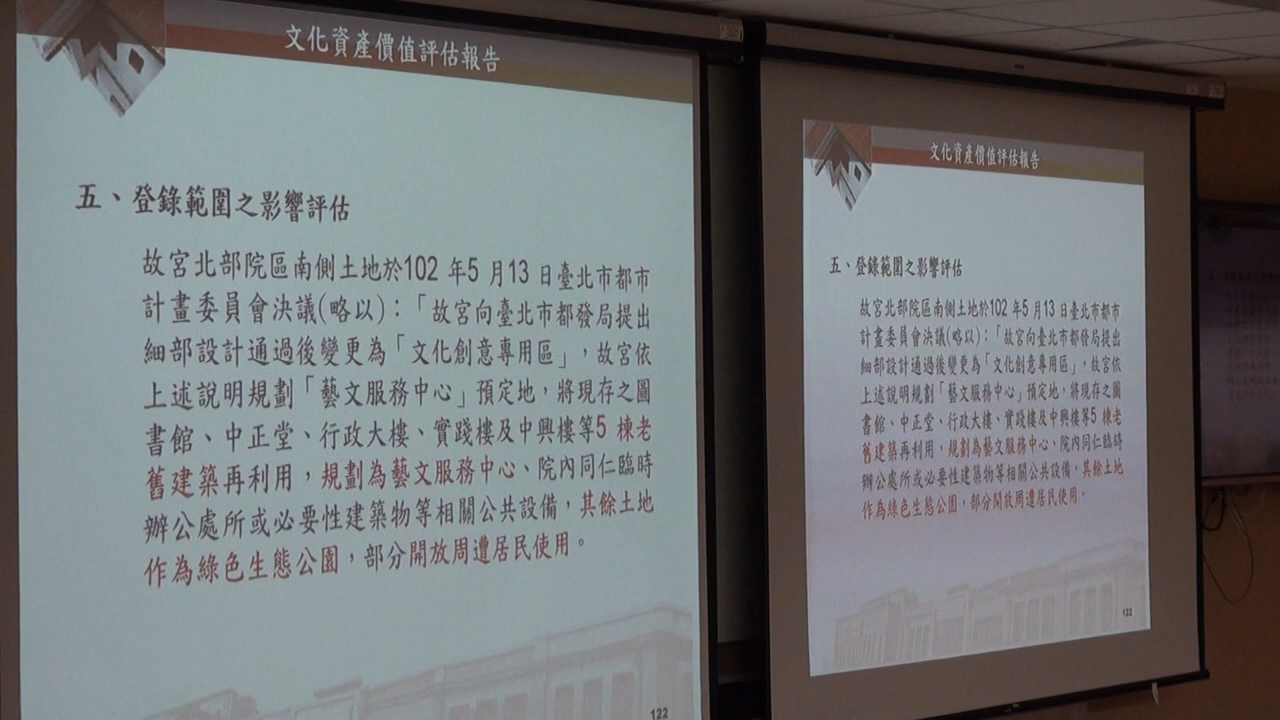 文化資產價值評估報告
五、登錄範圍之影響評估
故宮北部院區南側土地於102 年5 月13 日臺北市都市
計畫委員會決議(略以)：「故宮向臺北市都發局提出
細部設計通過後變更為「文化創意專用區」，故宮依
上述說明規劃「藝文服務中心」預定地，將現存之圖
書館、中正堂、行政大樓、實踐樓及中興樓等5 棟老
舊建築再利用，規劃為藝文服務中心、院內同仁臨時
辦公處所或必要性建築物等相關公共設備，其餘土地
作為綠色生態公園，部分開放周遭居民使用。
122
文化資產價值評估報告
五、登錄範圍之影響評估
故宮北部院區南側土地於102 年5 月13 日臺北市都市
計畫委員會決議(略以)：「故宮向臺北市都發局提出
細部設計通過後變更為「文化創意專用區」，故宮依
上述說明規劃「藝文服務中心」預定地，將現存之圖
書館、中正堂、行政大樓、實踐樓及中興樓等5 棟老
舊建築再利用，規劃為藝文服務中心、院內同仁臨時
辦公處所或必要性建築物等相關公共設備，其餘土地
作為綠色生態公園，部分開放周遭居民使用。
122